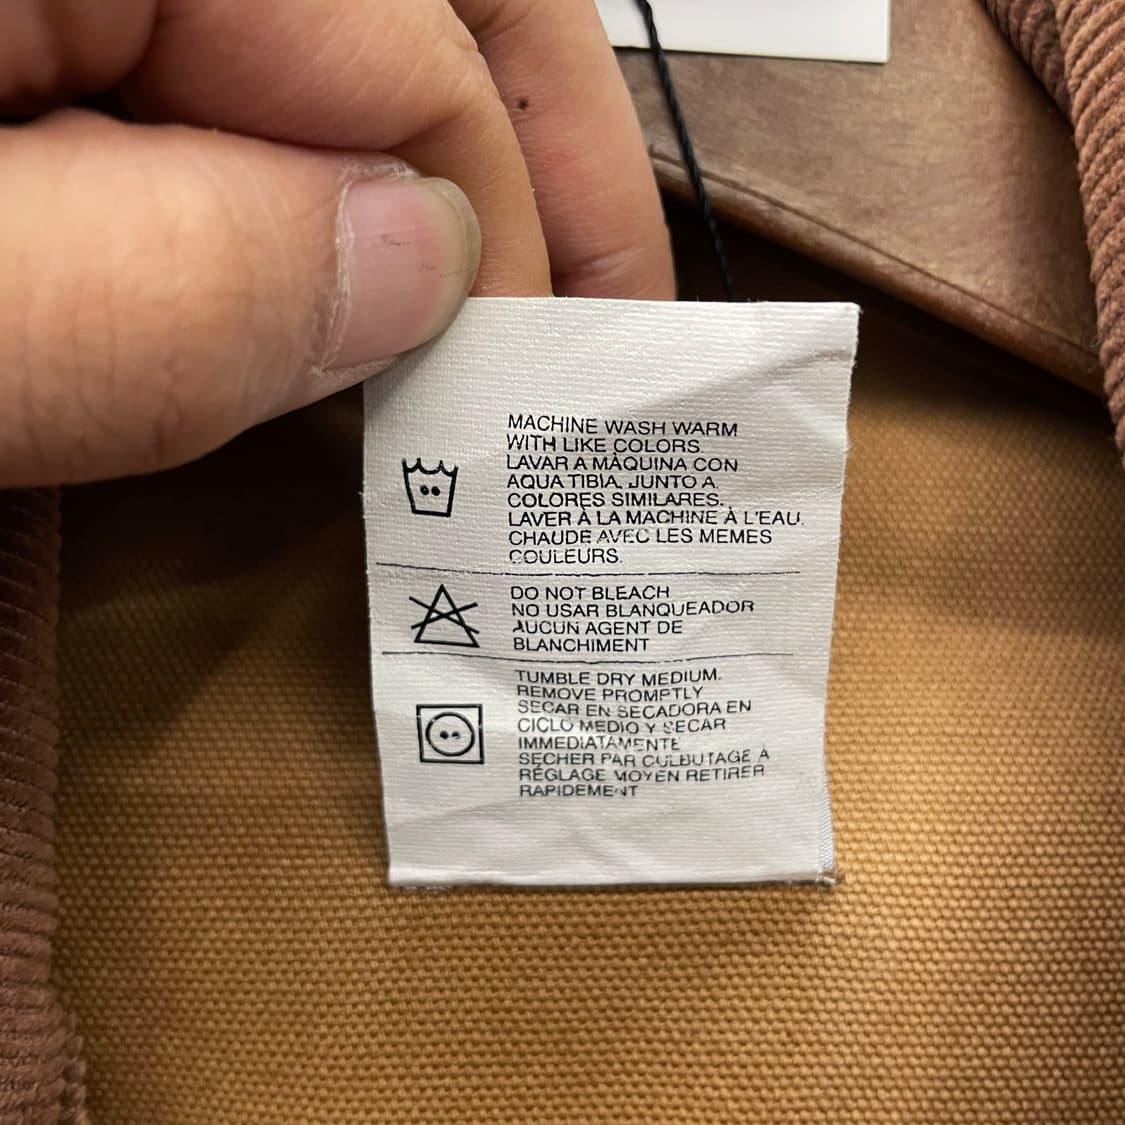 MACHINE WASH WARM
WITH LIKE COLORS
LAVAR A MÁQUINA CON
AQUA TIBIA, JUNTO A
COLORES SIMILARES.
LAVER À LA MACHINE À L'EAU
CHAUDE AVEC LES MEMES
COULEURS.
DO NOT BLEACH
NO USAR BLANQUEADOR
AUCUN AGENT DE
BLANCHIMENT
TUMBLE DRY MEDIUM.
REMOVE PROMPTLY
SECAR EN SECADORA EN
CICLO MEDIO Y SECAR
IMMEDIATAMENTE
SÉCHER PAR CULBUTAGE À
RÉGLAGE MOYEN RETIRER
RAPIDEMENT